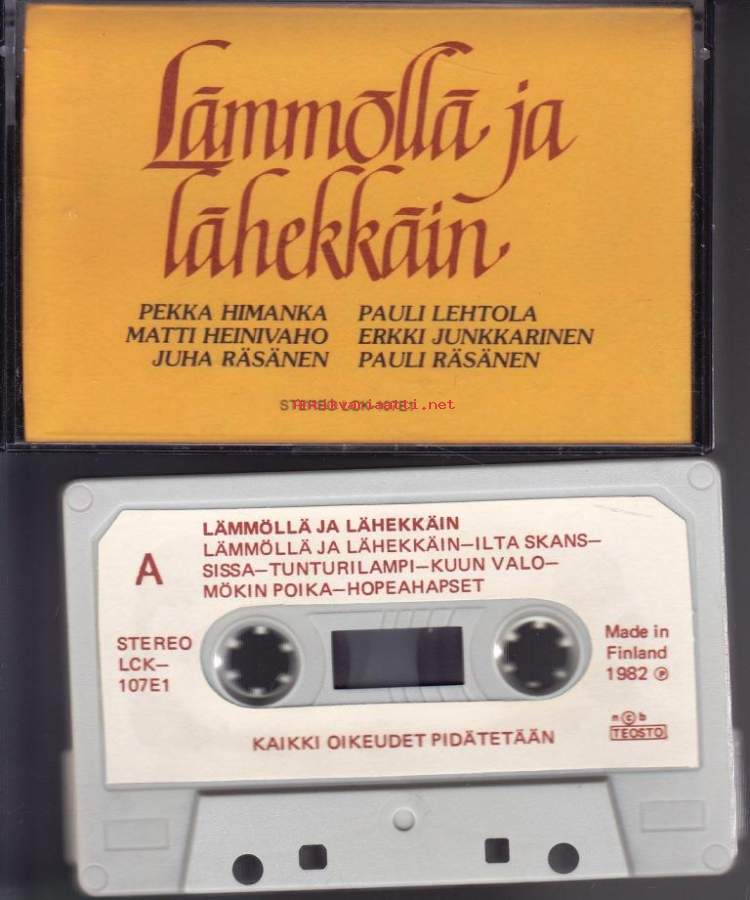 Lämmöllä ja
lähekkäin
PEKKA HIMANKA PAULI LEHTOLA
MATTI HEINIVAHO ERKKI JUNKKARINEN
JUHA RÄSÄNEN PAULI RÄSÄNEN
STEREO
A
LÄMMÖLLÄ JA LÄHEKKÄIN
LÄMMÖLLÄ JA LÄHEKKÄIN—ILTA SKANS—
SISSA—TUNTURILAMPI—KUUN VALO—
MÖKIN POIKA—HOPEAHAPSET
STEREO
LCK—
107E1
Made in
Finland
1982 ℗
n©b
TEOSTO
KAIKKI OIKEUDET PIDÄTETÄÄN